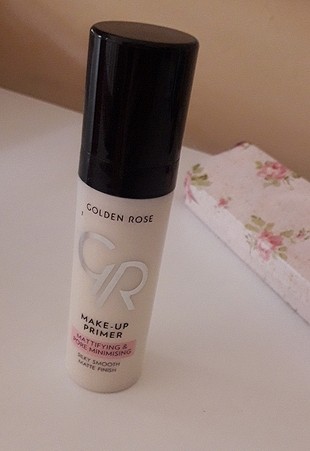 GOLDEN ROSE
GR
MAKE-UP
PRIMER
MATTIFYING &
PORE MINIMISING
SILKY SMOOTH
MATTE FINISH